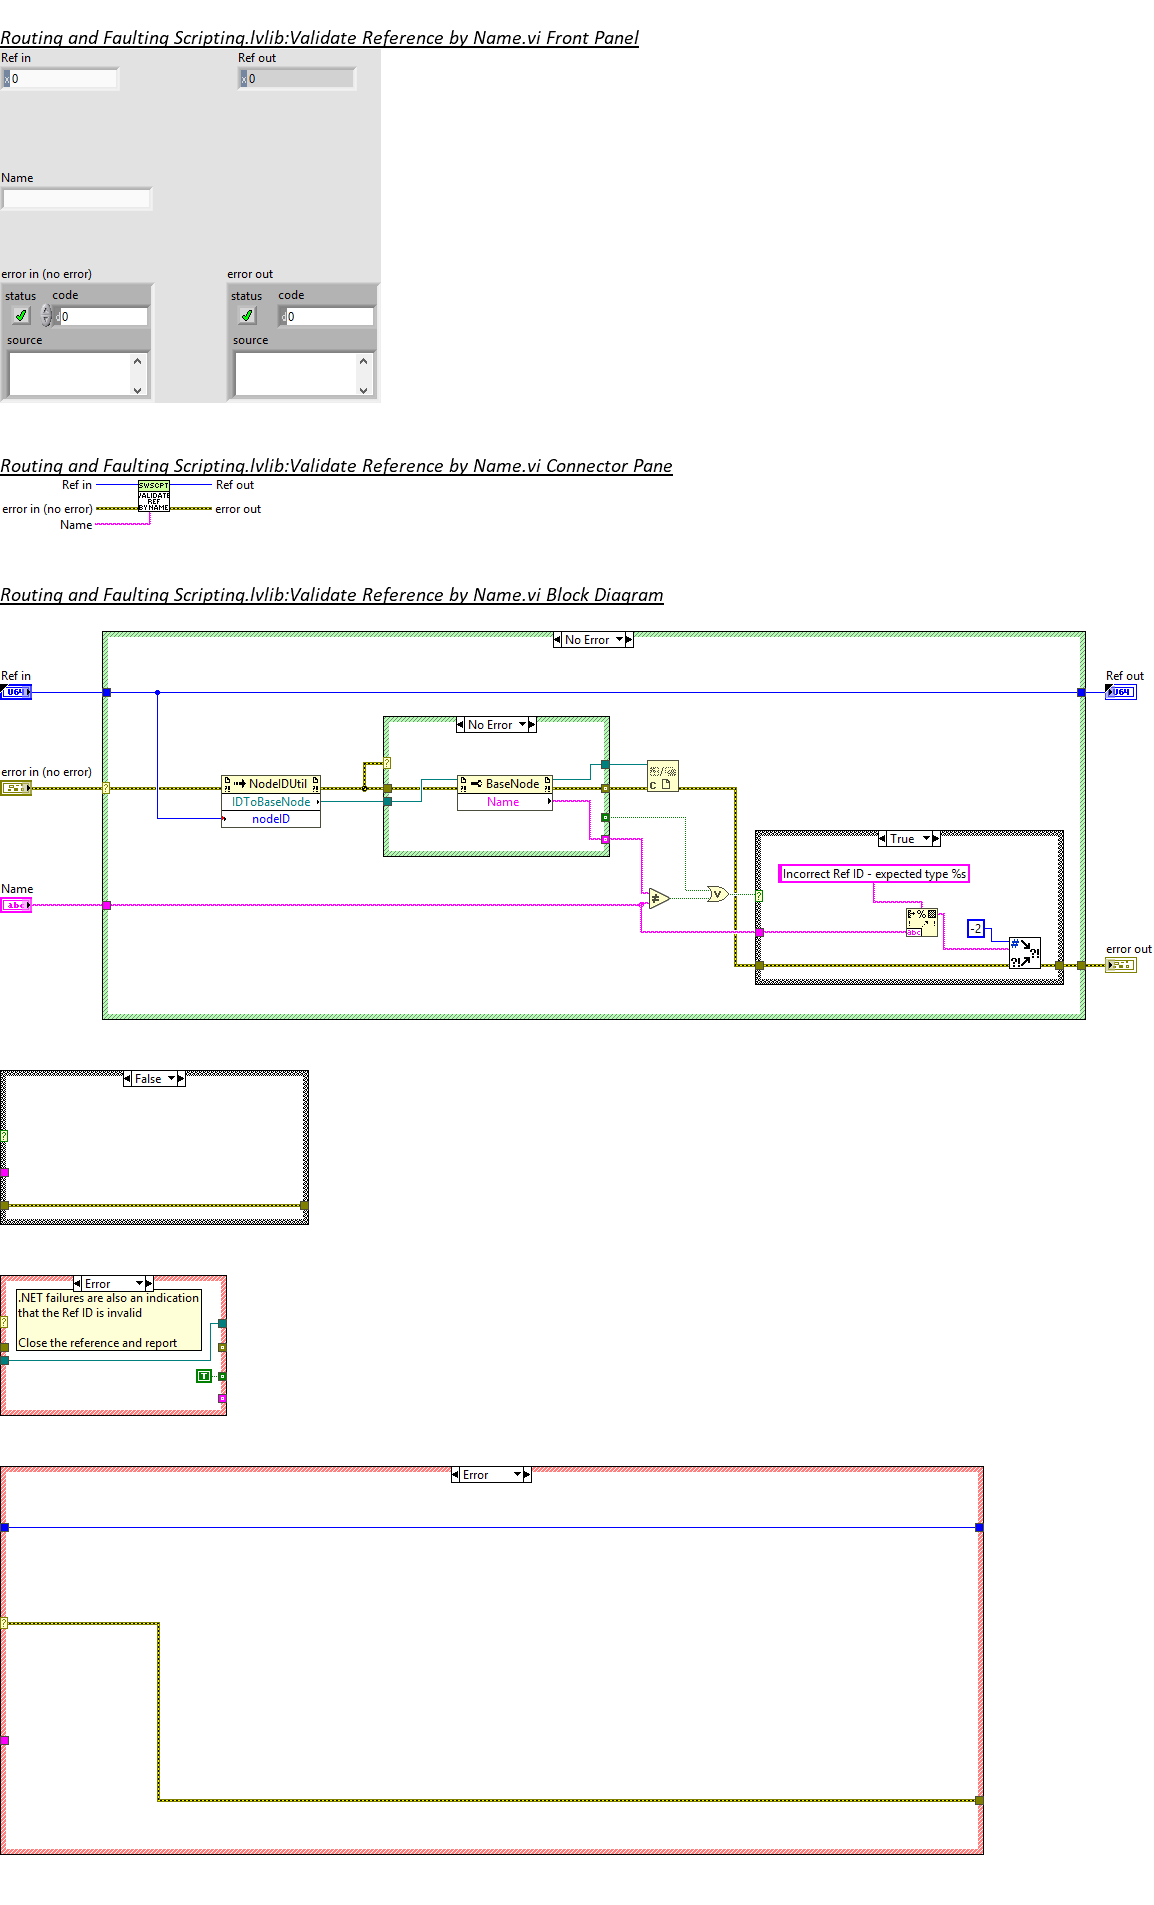 Routing and Faulting Scripting.lvlib:Validate Reference by Name.vi Front Panel
Ref in
Ref out
x 0
x 0
Name
error in (no error)
error out
status code
status code
d 0
d 0
source
source
Routing and Faulting Scripting.lvlib:Validate Reference by Name.vi Connector Pane
Ref in
SWSCPT
Ref out
VALIDATE
REF
BY NAME
error in (no error)
error out
Name
Routing and Faulting Scripting.lvlib:Validate Reference by Name.vi Block Diagram
No Error
Ref in
U64
Ref out
U64
No Error
error in (no error)
NodeIDUtil
IDToBaseNode
nodeID
BaseNode
Name
C
True
Incorrect Ref ID - expected type %s
Name
abc
V
%
abc
-2
#
?!
?!
error out
False
?
Error
.NET failures are also an indication
that the Ref ID is invalid
Close the reference and report
?
T
Error
?